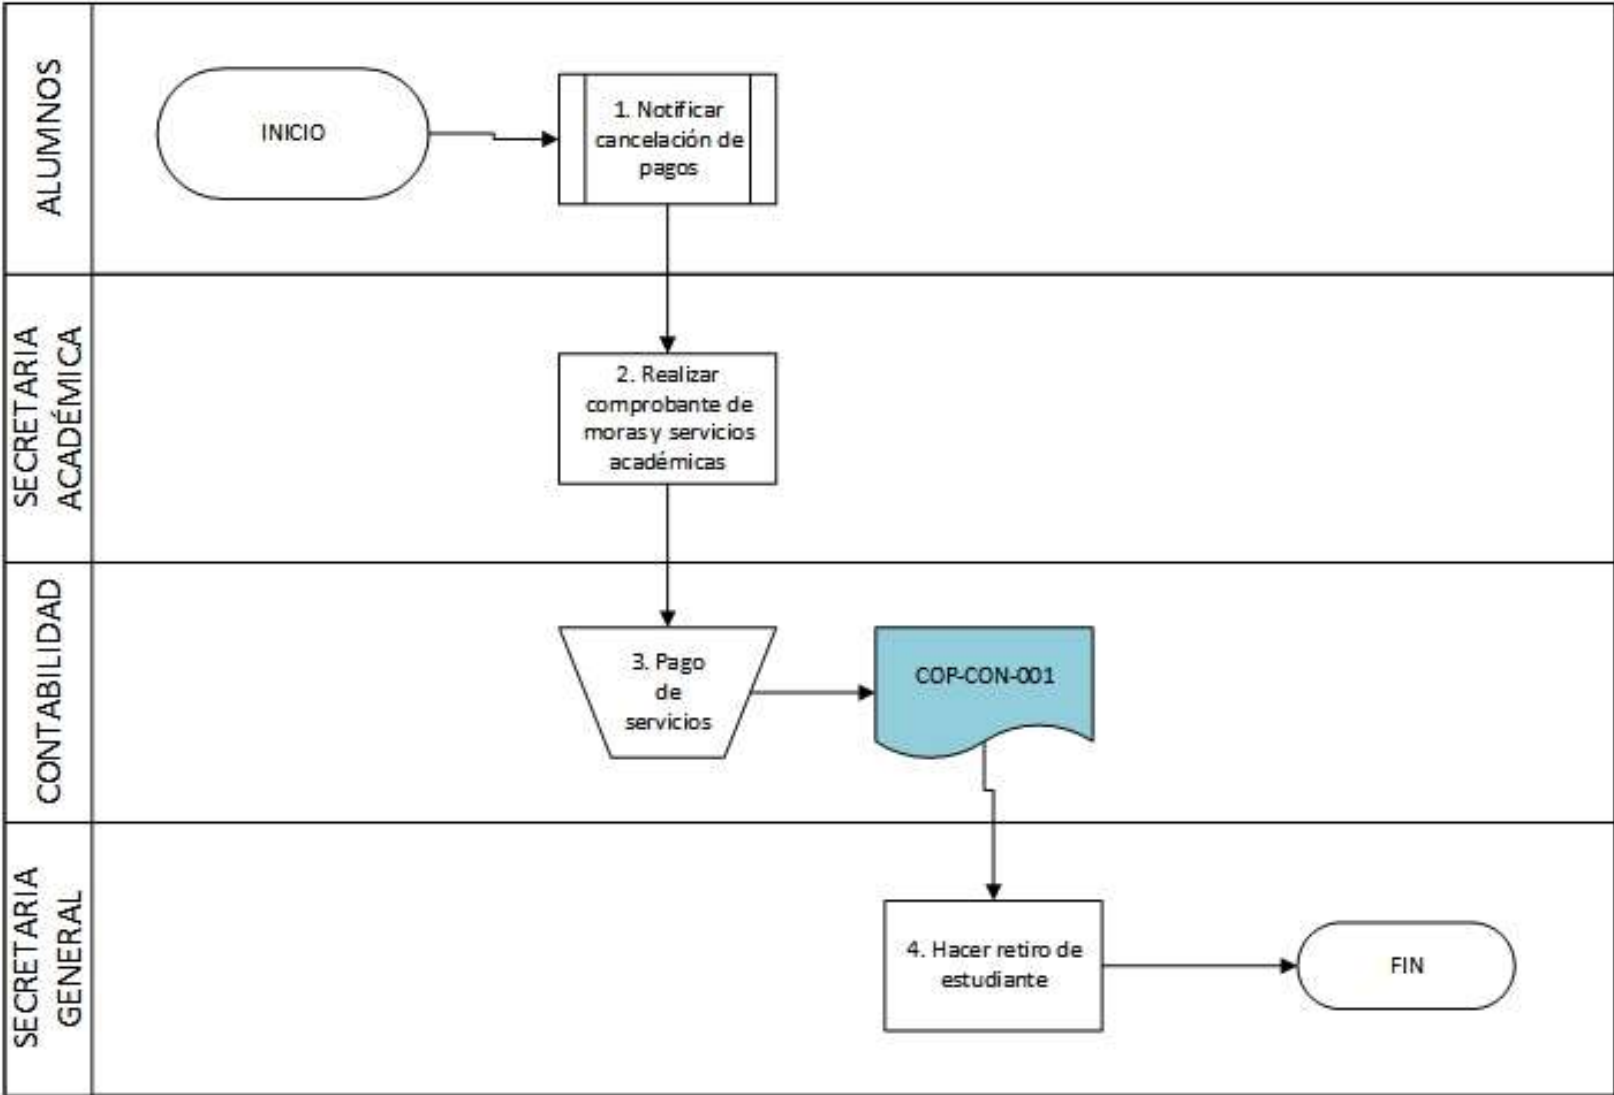 ALUMNOS
INICIO
1. Notificar
cancelación de
pagos
SECRETARIA
ACADÉMICA
2. Realizar
comprobante de
moras y servicios
académicas
CONTABILIDAD
3. Pago
de
servicios
COP-CON-001
SECRETARIA
GENERAL
4. Hacer retiro de
estudiante
FIN